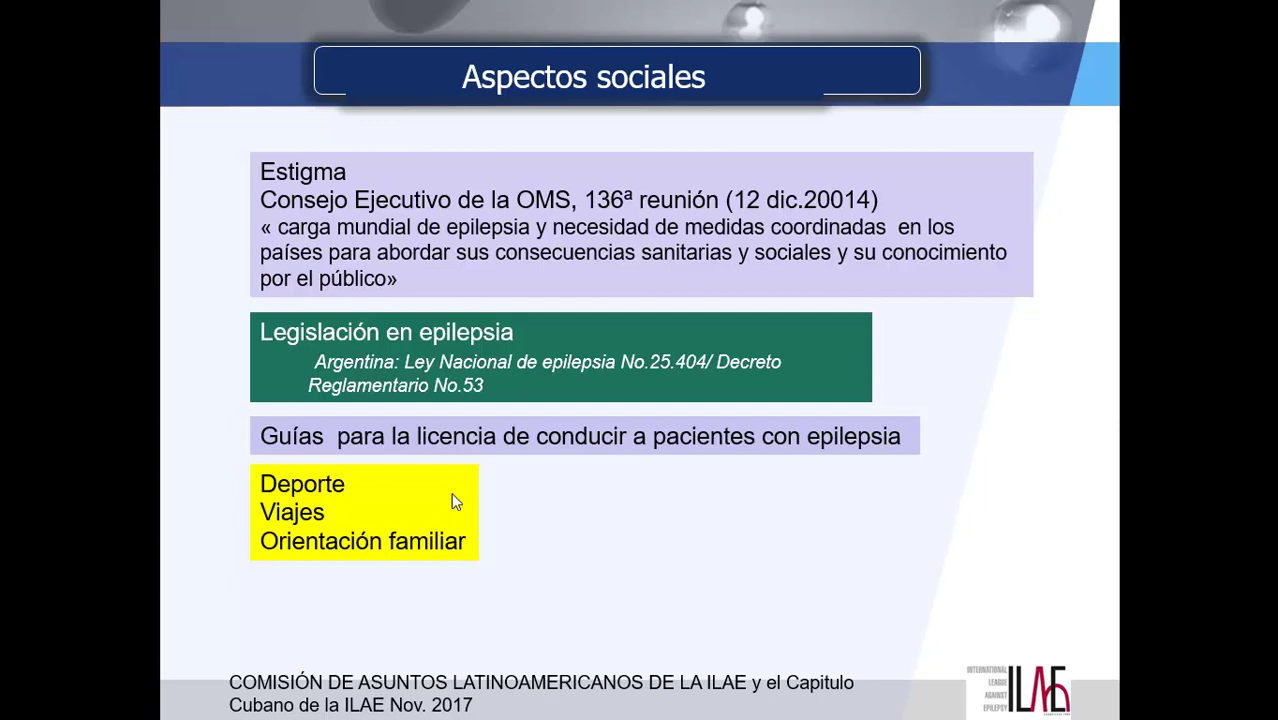 Aspectos sociales
Estigma
Consejo Ejecutivo de la OMS, 136ª reunión (12 dic.20014)
« carga mundial de epilepsia y necesidad de medidas coordinadas en los
países para abordar sus consecuencias sanitarias y sociales y su conocimiento
por el público»
Legislación en epilepsia
Argentina: Ley Nacional de epilepsia No.25.404/ Decreto
Reglamentario No.53
Guías para la licencia de conducir a pacientes con epilepsia
Deporte
Viajes
Orientación familiar
COMISIÓN DE ASUNTOS LATINOAMERICANOS DE LA ILAE y el Capitulo
Cubano de la ILAE Nov. 2017
INTERNATIONAL
LEAGUE
AGAINST
EPILEPSY
ILAE